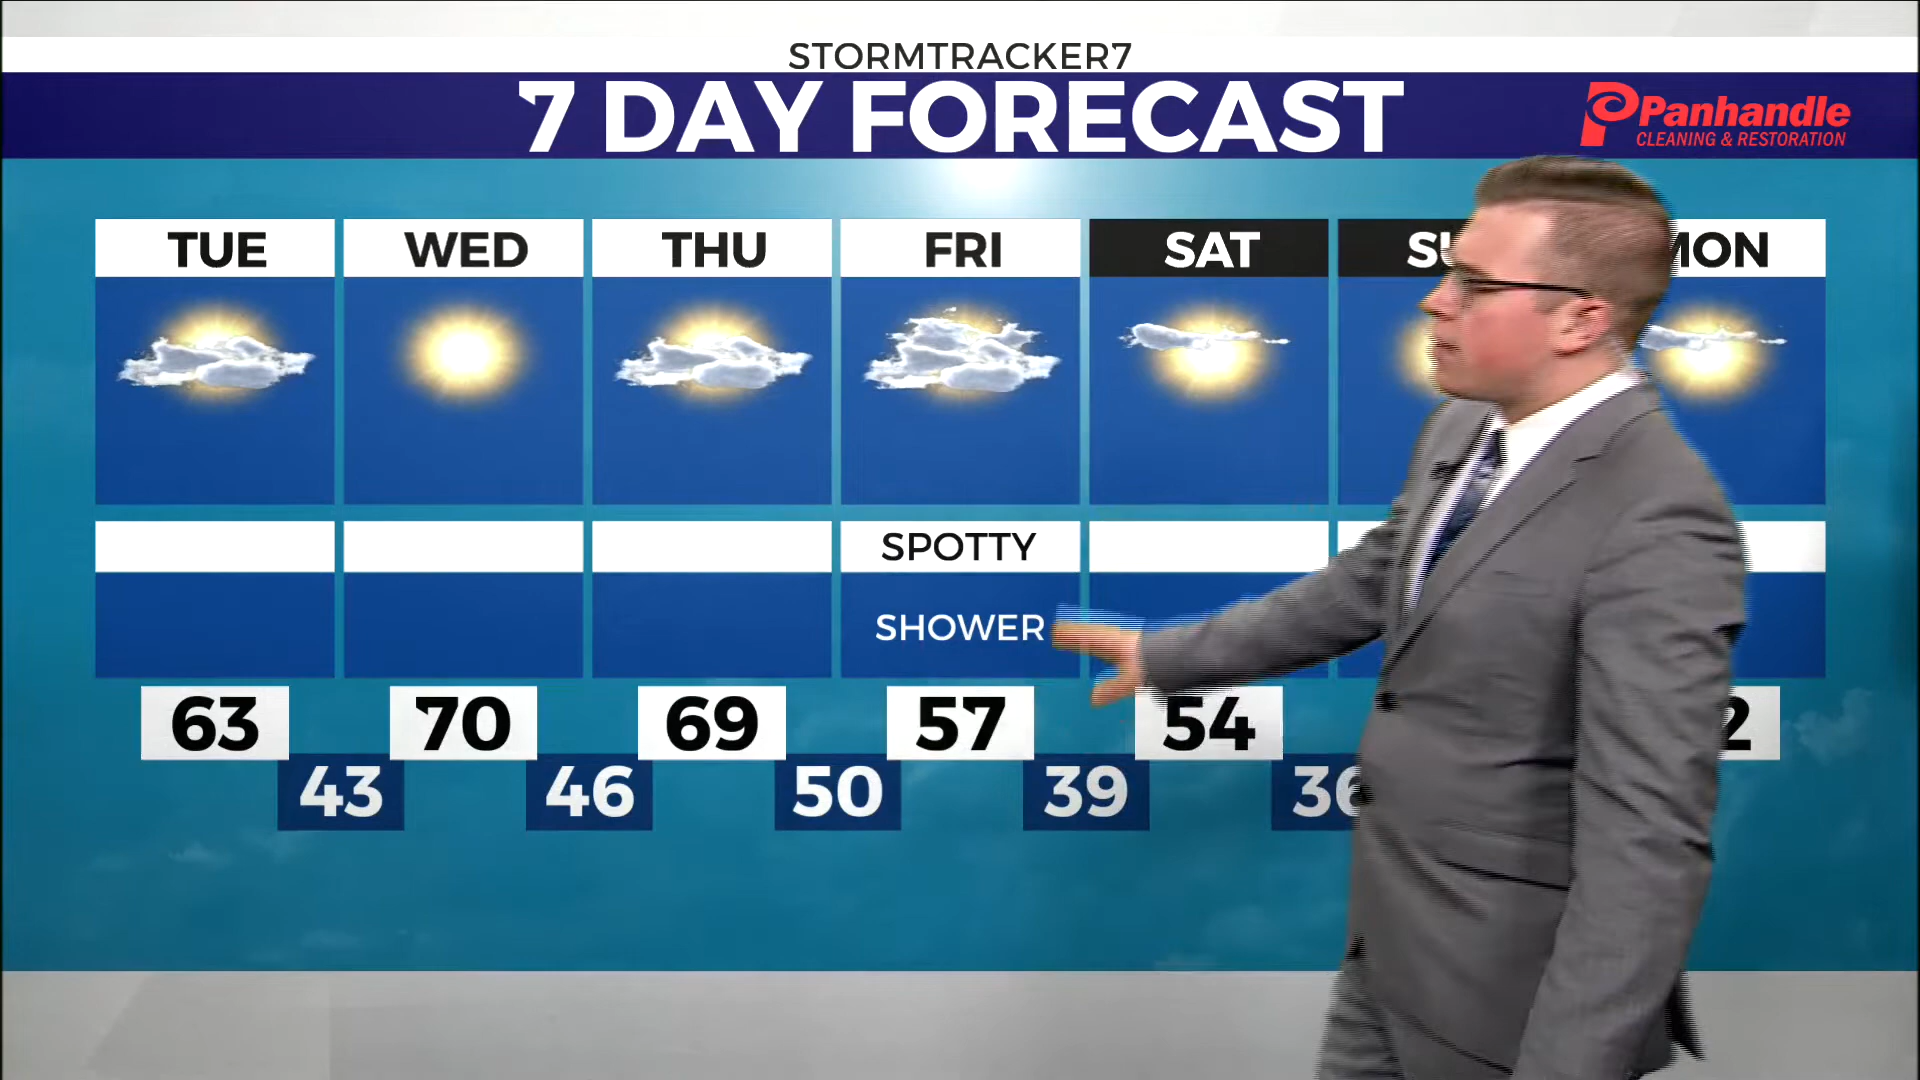 STORMTRACKER7
7 DAY FORECAST
Panhandle
CLEANING & RESTORATION
TUE WED THU FRI SAT
SPOTTY
SHOWER
63 70 69 57 54
43 46 50 39